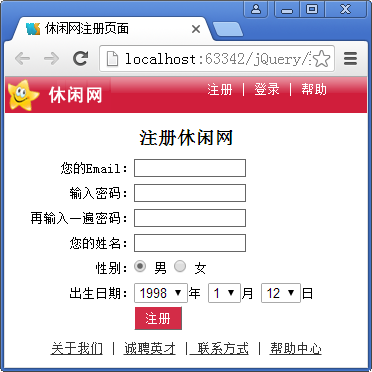 休闲网注册页面
localhost:63342/jQuery/
休闲网
注册 | 登录 | 帮助
注册休闲网
您的Email:
输入密码:
再输入一遍密码:
您的姓名:
性别: 男 女
出生日期: 1998 年 1 月 12 日
注册
关于我们 | 诚聘英才 | 联系方式 | 帮助中心